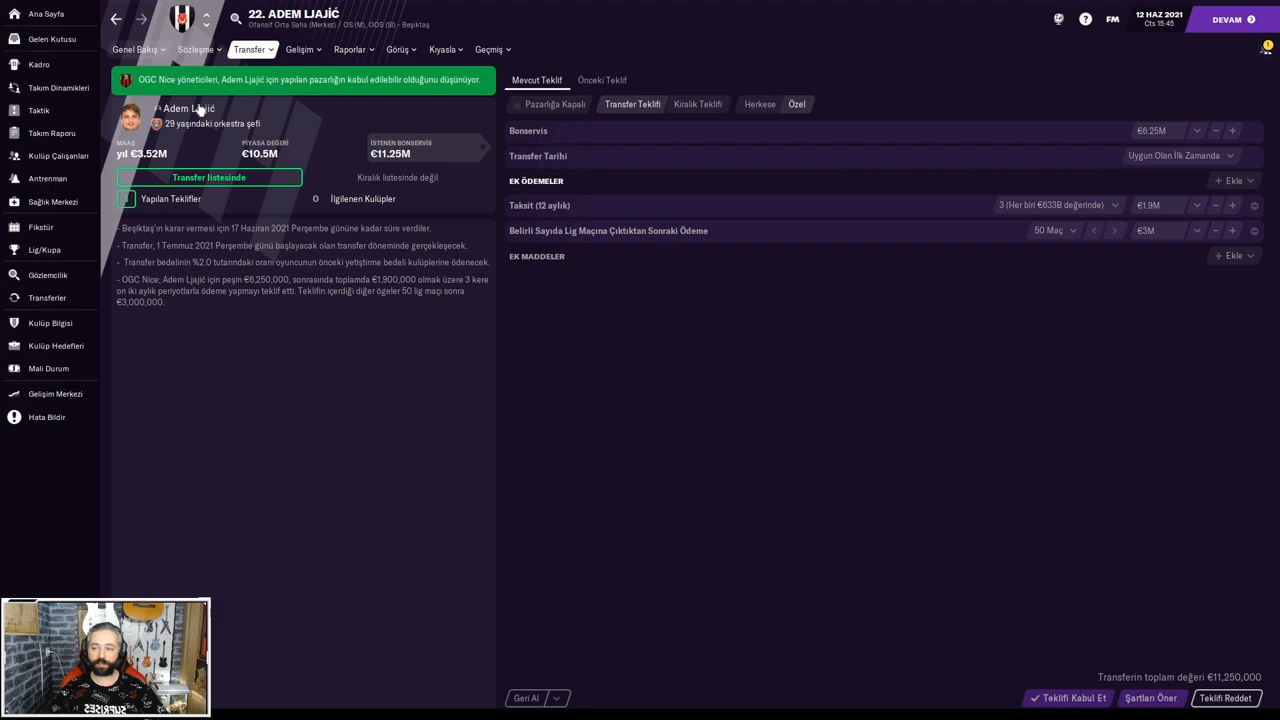 Ana Sayfa
Gelen Kutusu
Kadro
Takım Dinamikleri
Taktik
Takım Raporu
Kulüp Çalışanları
Antrenman
Sağlık Merkezi
Fikstür
Lig/Kupa
Gözlemcilik
Transferler
Kulüp Bilgisi
Kulüp Hedefleri
Mali Durum
Gelişim Merkezi
Hata Bildir
22. ADEM LJAJIĆ
Ofansif Orta Saha (Merkez) / OS (M), OOS (SI) - Beşiktaş
FM
12 HAZ 2021
Cts 15:45
DEVAM
Genel Bakış
Sözleşme
Transfer
Gelişim
Raporlar
Görüş
Kıyasla
Geçmiş
1
OGC Nice yöneticileri, Adem Ljajić için yapılan pazarlığın kabul edilebilir olduğunu düşünüyor.
Adem Ljajić
29 yaşındaki orkestra şefi
MAAŞ
yıl €3.52M
PİYASA DEĞERİ
€10.5M
İSTENEN BONSERVİS
€11.25M
Transfer listesinde
Kiralık listesinde değil
Yapılan Teklifler
0 İlgilenen Kulüpler
- Beşiktaş'ın karar vermesi için 17 Haziran 2021 Perşembe gününe kadar süre verdiler.
- Transfer, 1 Temmuz 2021 Perşembe günü başlayacak olan transfer döneminde gerçekleşecek.
- Transfer bedelinin %2.0 tutarındaki oranı oyuncunun önceki yetiştirme bedeli kulüplerine ödenecek.
- OGC Nice; Adem Ljajić için peşin €6,250,000, sonrasında toplamda €1,900,000 olmak üzere 3 kere
on iki aylık periyotlarla ödeme yapmayı teklif etti. Teklifin içerdiği diğer ögeler 50 lig maçı sonra
€3,000,000.
Mevcut Teklif
Önceki Teklif
Pazarlığa Kapalı
Transfer Teklifi
Kiralık Teklifi
Herkese
Özel
Bonservis
€6.25M
Transfer Tarihi
Uygun Olan İlk Zamanda
EK ÖDEMELER
Ekle
Taksit (12 aylık)
3 (Her biri €633B değerinde)
€1.9M
Belirli Sayıda Lig Maçına Çıktıktan Sonraki Ödeme
50 Maç
€3M
EK MADDELER
Ekle
Transferin toplam değeri €11,250,000
Geri Al
Teklifi Kabul Et
Şartları Öner
Teklifi Reddet